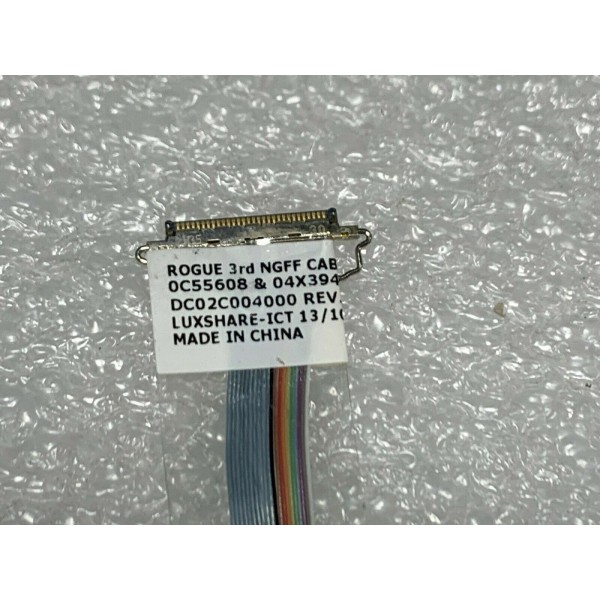 ROGUE 3rd NGFF CAB
0C55608 & 04X394
DC02C004000 REV.
LUXSHARE-ICT 13/10
MADE IN CHINA